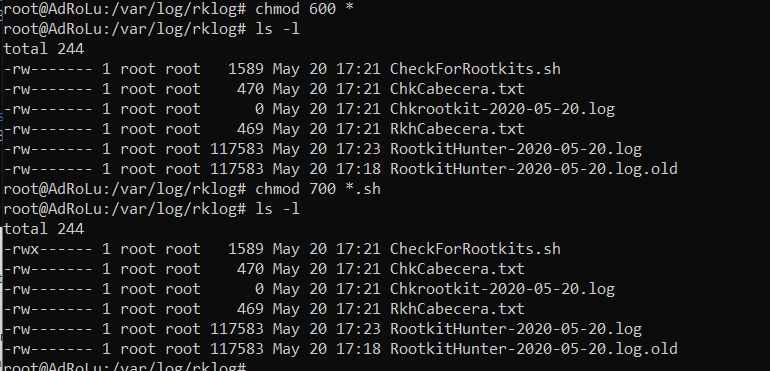 root@AdRoLu:/var/log/rklog# chmod 600 *
root@AdRoLu:/var/log/rklog# ls -l
total 244
-rw------- 1 root root   1589 May 20 17:21 CheckForRootkits.sh
-rw------- 1 root root    470 May 20 17:21 ChkCabecera.txt
-rw------- 1 root root      0 May 20 17:21 Chkrootkit-2020-05-20.log
-rw------- 1 root root    469 May 20 17:21 RkhCabecera.txt
-rw------- 1 root root 117583 May 20 17:23 RootkitHunter-2020-05-20.log
-rw------- 1 root root 117583 May 20 17:18 RootkitHunter-2020-05-20.log.old
root@AdRoLu:/var/log/rklog# chmod 700 *.sh
root@AdRoLu:/var/log/rklog# ls -l
total 244
-rwx------ 1 root root   1589 May 20 17:21 CheckForRootkits.sh
-rw------- 1 root root    470 May 20 17:21 ChkCabecera.txt
-rw------- 1 root root      0 May 20 17:21 Chkrootkit-2020-05-20.log
-rw------- 1 root root    469 May 20 17:21 RkhCabecera.txt
-rw------- 1 root root 117583 May 20 17:23 RootkitHunter-2020-05-20.log
-rw------- 1 root root 117583 May 20 17:18 RootkitHunter-2020-05-20.log.old
root@AdRoLu:/var/log/rklog#